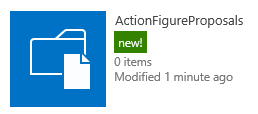 ActionFigureProposals
new!
0 items
Modified 1 minute ago